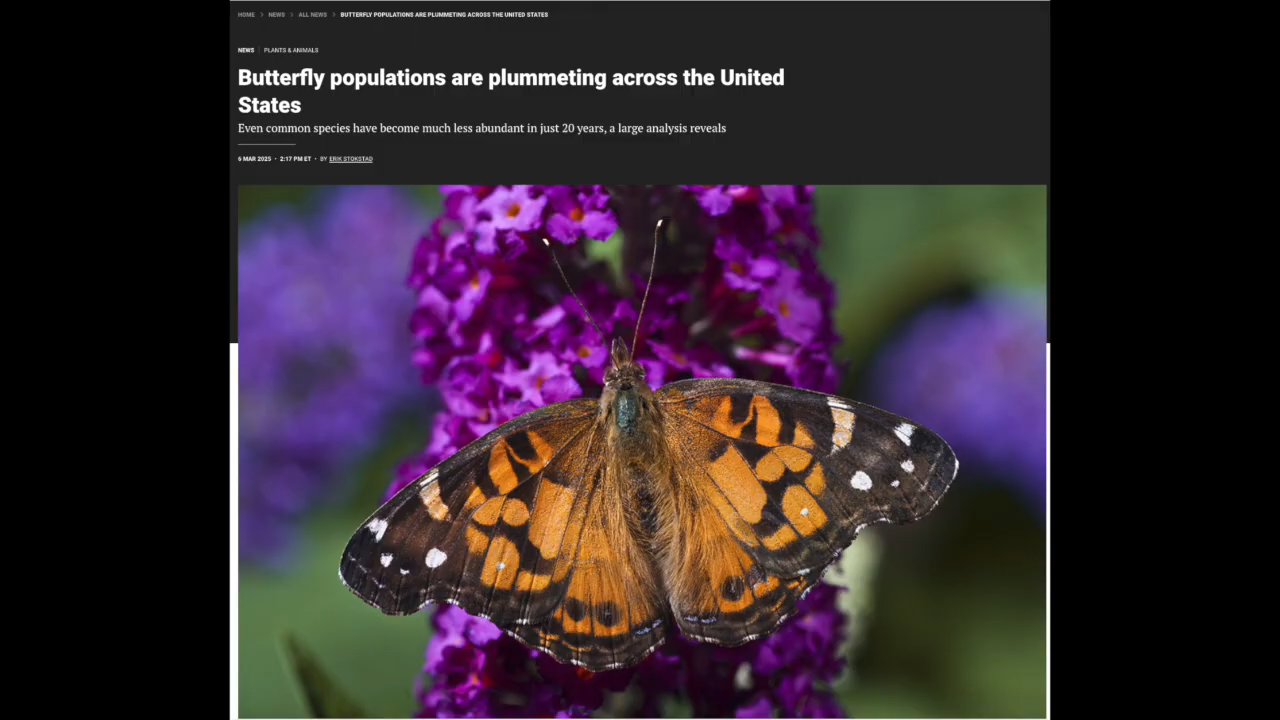 HOME > NEWS > ALL NEWS > BUTTERFLY POPULATIONS ARE PLUMMETING ACROSS THE UNITED STATES
NEWS | PLANTS & ANIMALS
Butterfly populations are plummeting across the United
States
Even common species have become much less abundant in just 20 years, a large analysis reveals
6 MAR 2025 • 2:17 PM ET • BY ERIK STOKSTAD